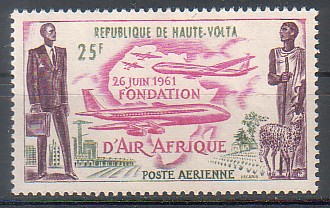 REPUBLIQUE DE HAUTE-VOLTA
25F
26 JUIN 1961
FONDATION
D'AIR AFRIQUE
POSTE AERIENNE